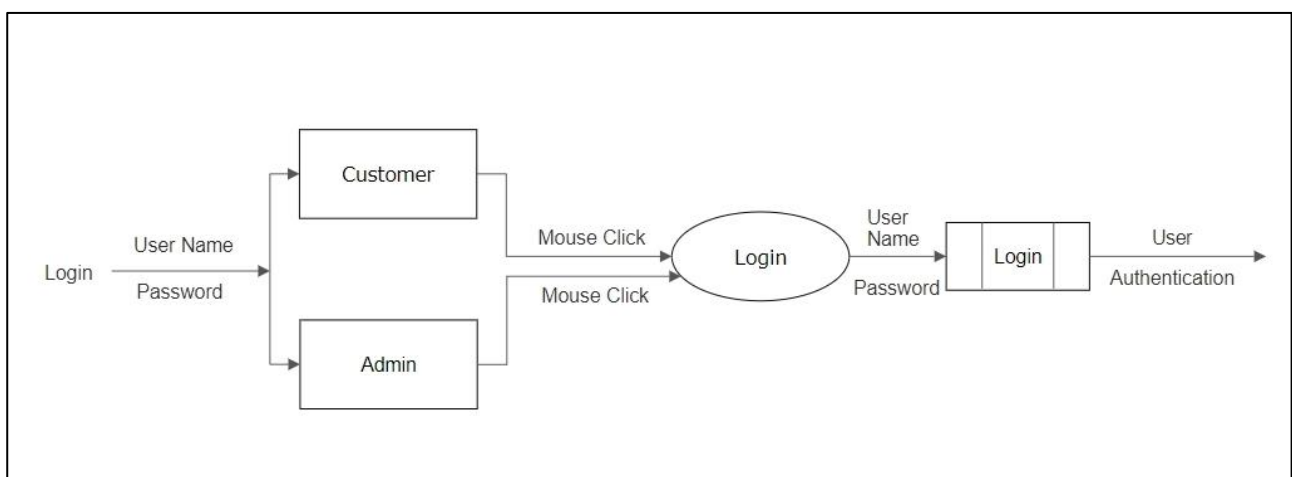 Login
User Name
Password
Customer
Admin
Mouse Click
Mouse Click
Login
User
Name
Password
Login
User
Authentication